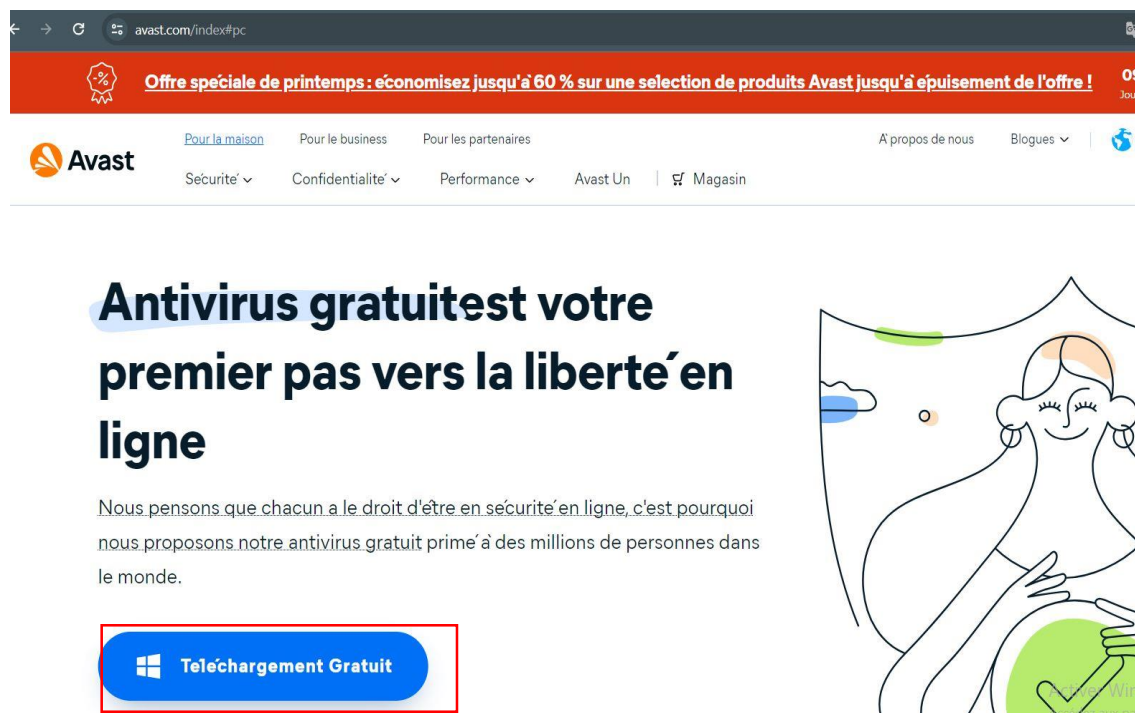 avast.com/index#pc
Offre spéciale de printemps : économisez jusqu'à 60 % sur une selection de produits Avast jusqu'à épuisement de l'offre !
Pour la maison Pour le business Pour les partenaires À propos de nous Blogues
Avast
Sécurité Confidentialité Performance Avast Un Magasin
Antivirus gratuitest votre
premier pas vers la liberté en
ligne
Nous pensons que chacun a le droit d'être en sécurité en ligne, c'est pourquoi
nous proposons notre antivirus gratuit primé à des millions de personnes dans
le monde.
Téléchargement Gratuit